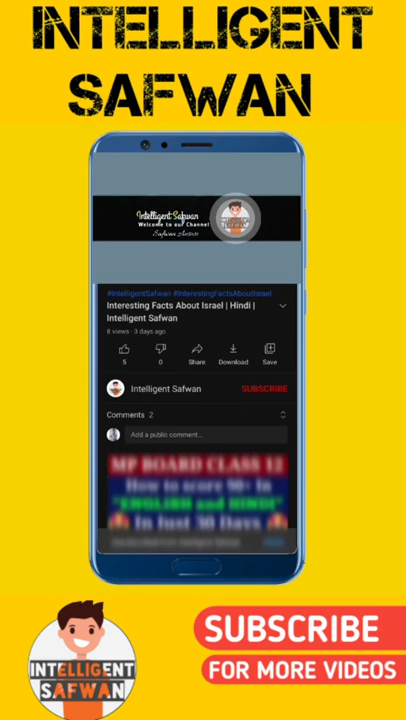 INTELLIGENT
SAFWAN
Intelligent Safwan
Welcome to our Channel
#IntelligentSafwan #InterestingFactsAboutIsrael
Interesting Facts About Israel | Hindi |
Intelligent Safwan
8 views · 3 days ago
5
0
Share
Download
Save
Intelligent Safwan
SUBSCRIBE
Comments 2
Add a public comment...
MP BOARD CLASS 12
How to score 90+ In
"ENGLISH and HINDI"
In Just 30 Days
INTELLIGENT
SAFWAN
SUBSCRIBE
FOR MORE VIDEOS